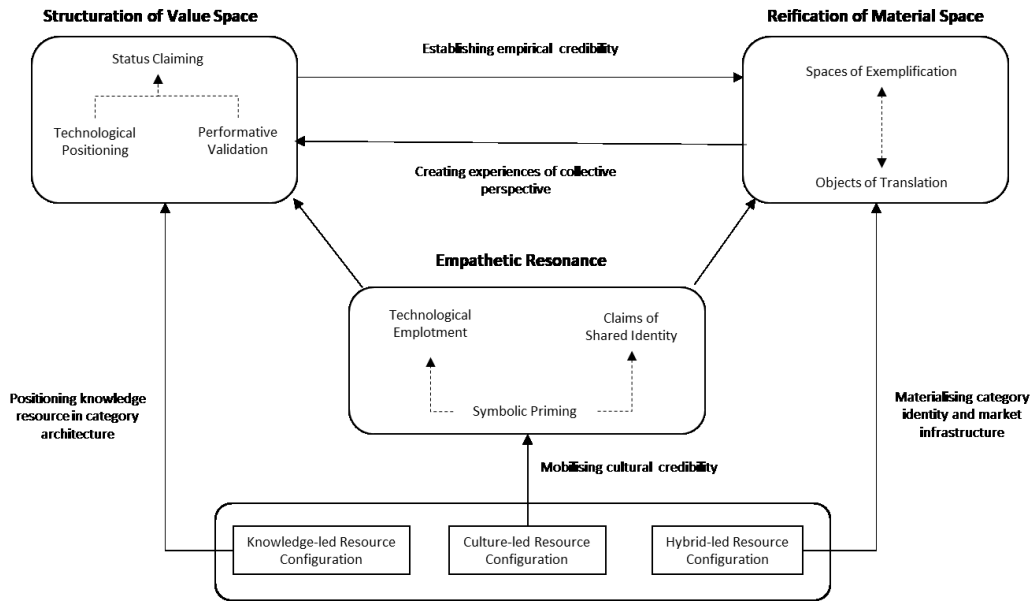 Structuration of Value Space
Reification of Material Space
Status Claiming
Technological
Positioning
Performative
Validation
Establishing empirical credibility
Creating experiences of collective
perspective
Spaces of Exemplification
Objects of Translation
Empathetic Resonance
Technological
Emplotment
Claims of
Shared Identity
Symbolic Priming
Positioning knowledge
resource in category
architecture
Materialising category
identity and market
infrastructure
Mobilising cultural credibility
Knowledge-led Resource
Configuration
Culture-led Resource
Configuration
Hybrid-led Resource
Configuration